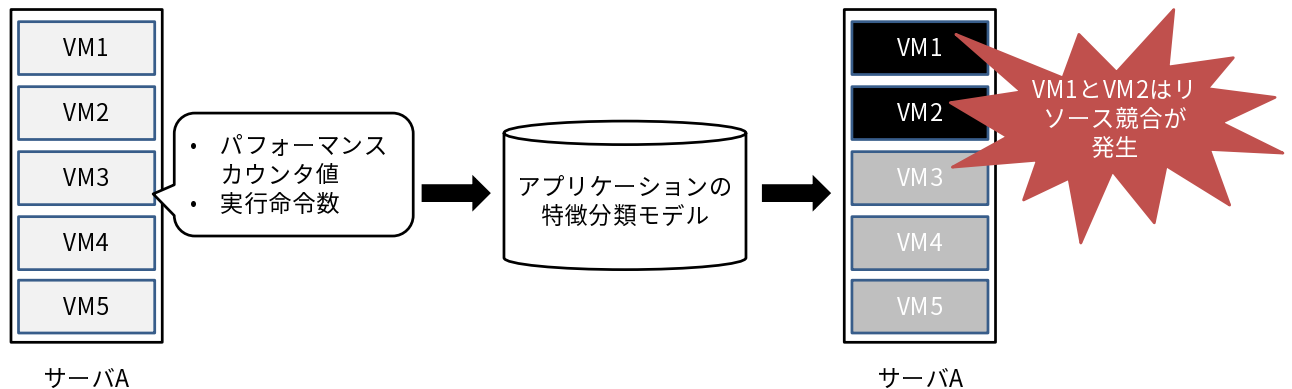 VM1
VM2
VM3
VM4
VM5
サーバA
• パフォーマンス
カウンタ値
• 実行命令数
アプリケーションの
特徴分類モデル
VM1
VM2
VM3
VM4
VM5
サーバA
VM1とVM2はリ
ソース競合が
発生